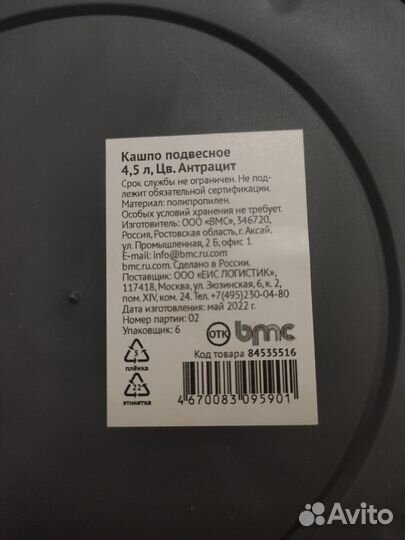 Кашпо подвесное
4,5 л, Цв. Антрацит
Срок службы не ограничен. Не под-
лежит обязательной сертификации.
Материал: полипропилен.
Особых условий хранения не требует.
Изготовитель: ООО «ВМС», 346720,
Россия, Ростовская область, г. Аксай,
ул. Промышленная, 2 Б, офис 1.
E-mail: info@bmc.ru.com
bmc.ru.com. Сделано в России.
Поставщик: ООО «ЕИС ЛОГИСТИК»,
117418, Москва, ул. Зюзинская, 6, к. 2,
пом. XIV, ком. 24. Тел. +7(495)230-04-80
Дата изготовления: май 2022 г.
Номер партии: 02
Упаковщик: 6
ОТК bmc
5
плёнка
Код товара 84535516
22
этикетка
4 670083 095901
Avito